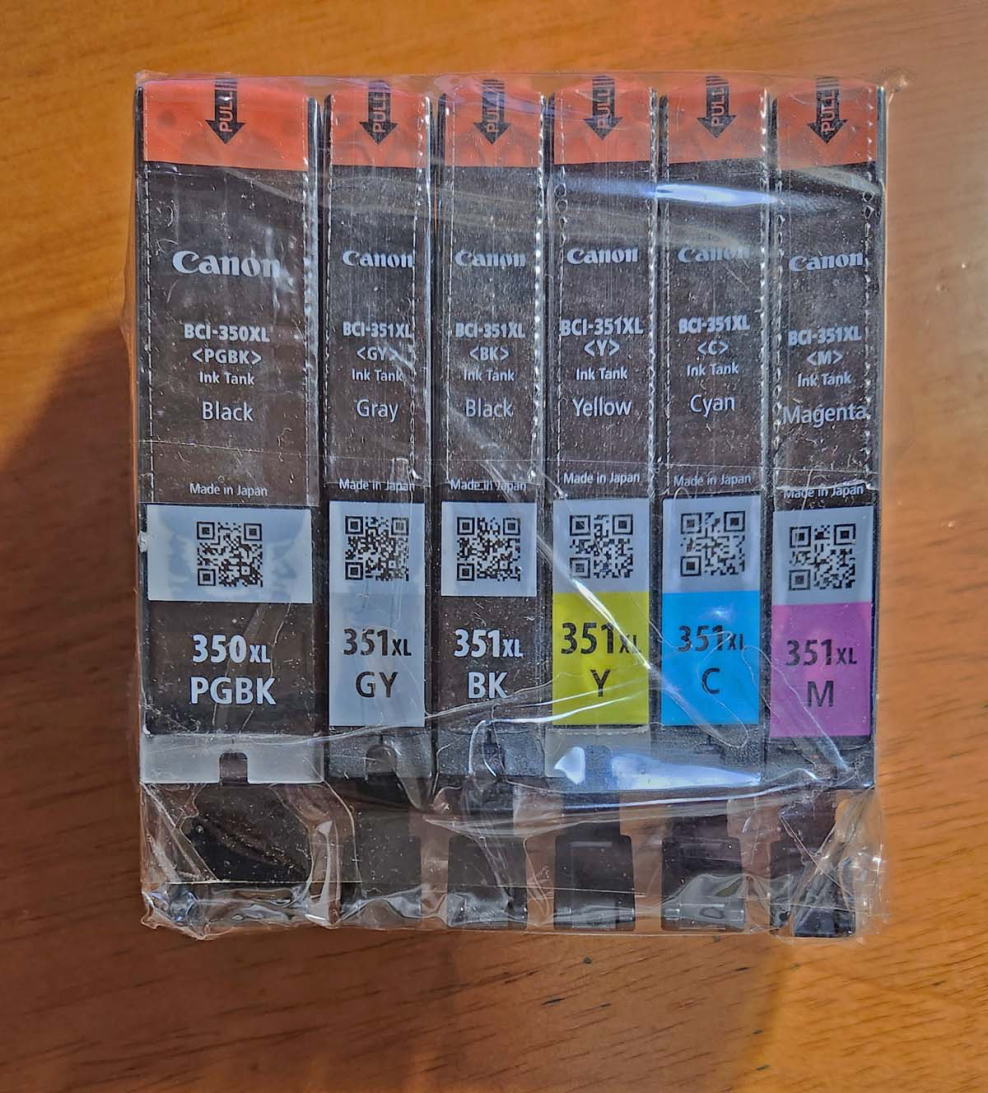 PULL
Canon
BCI-350XL
<PGBK>
Ink Tank
Black
Made in Japan
350XL
PGBK
PULL
Canon
BCI-351XL
<GY>
Ink Tank
Gray
Made in Japan
351XL
GY
PULL
Canon
BCI-351XL
<BK>
Ink Tank
Black
Made in Japan
351XL
BK
PULL
Canon
BCI-351XL
<Y>
Ink Tank
Yellow
Made in Japan
351XL
Y
PULL
Canon
BCI-351XL
<C>
Ink Tank
Cyan
Made in Japan
351XL
C
PULL
Canon
BCI-351XL
<M>
Ink Tank
Magenta
Made in Japan
351XL
M